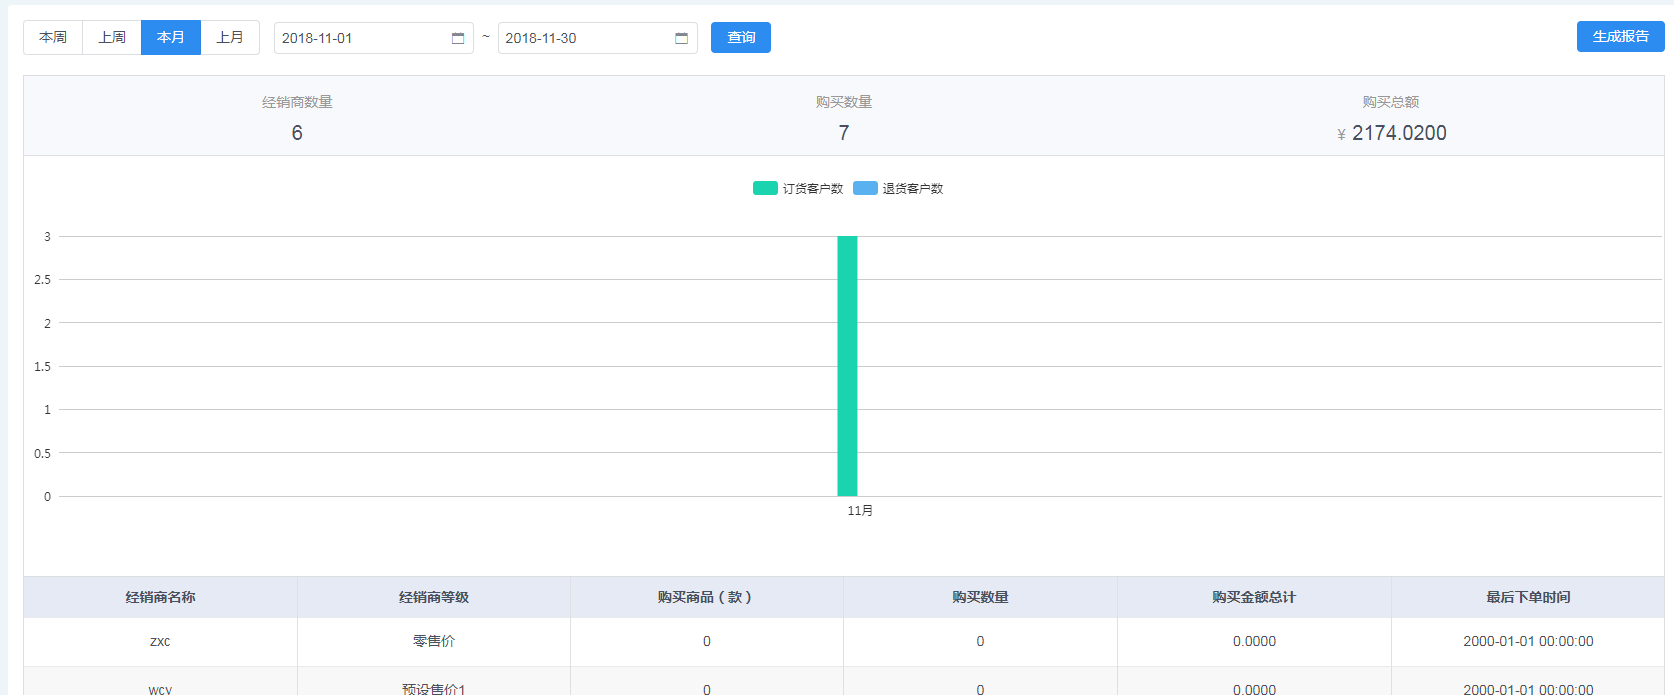 本周 上周 本月 上月 2018-11-01 ~ 2018-11-30 查询 生成报告
经销商数量 购买数量 购买总额
6 7 ¥ 2174.0200
订货客户数 退货客户数
3
2.5
2
1.5
1
0.5
0
11月
经销商名称 经销商等级 购买商品（款） 购买数量 购买金额总计 最后下单时间
zxc 零售价 0 0 0.0000 2000-01-01 00:00:00
wcy 预设售价1 0 0 0.0000 2000-01-01 00:00:00